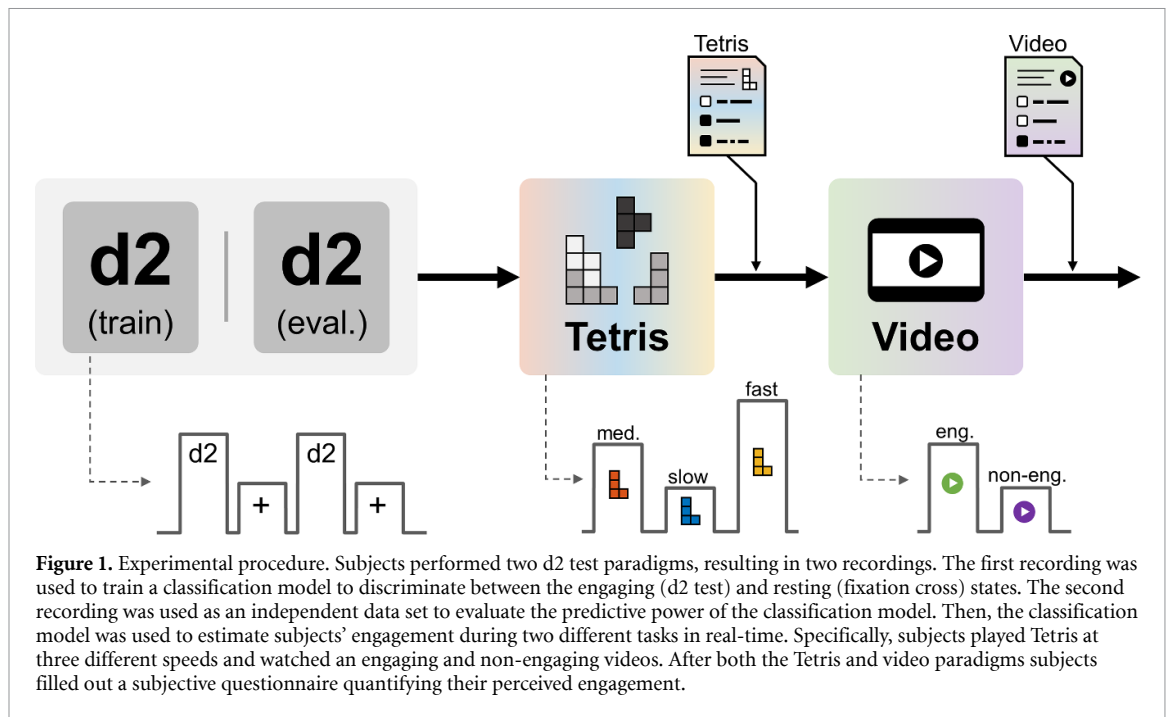 Tetris
Video
d2
(train)
d2
(eval.)
Tetris
Video
d2
+
d2
+
med.
slow
fast
eng.
non-eng.
Figure 1. Experimental procedure. Subjects performed two d2 test paradigms, resulting in two recordings. The first recording was
used to train a classification model to discriminate between the engaging (d2 test) and resting (fixation cross) states. The second
recording was used as an independent data set to evaluate the predictive power of the classification model. Then, the classification
model was used to estimate subjects’ engagement during two different tasks in real-time. Specifically, subjects played Tetris at
three different speeds and watched an engaging and non-engaging videos. After both the Tetris and video paradigms subjects
filled out a subjective questionnaire quantifying their perceived engagement.